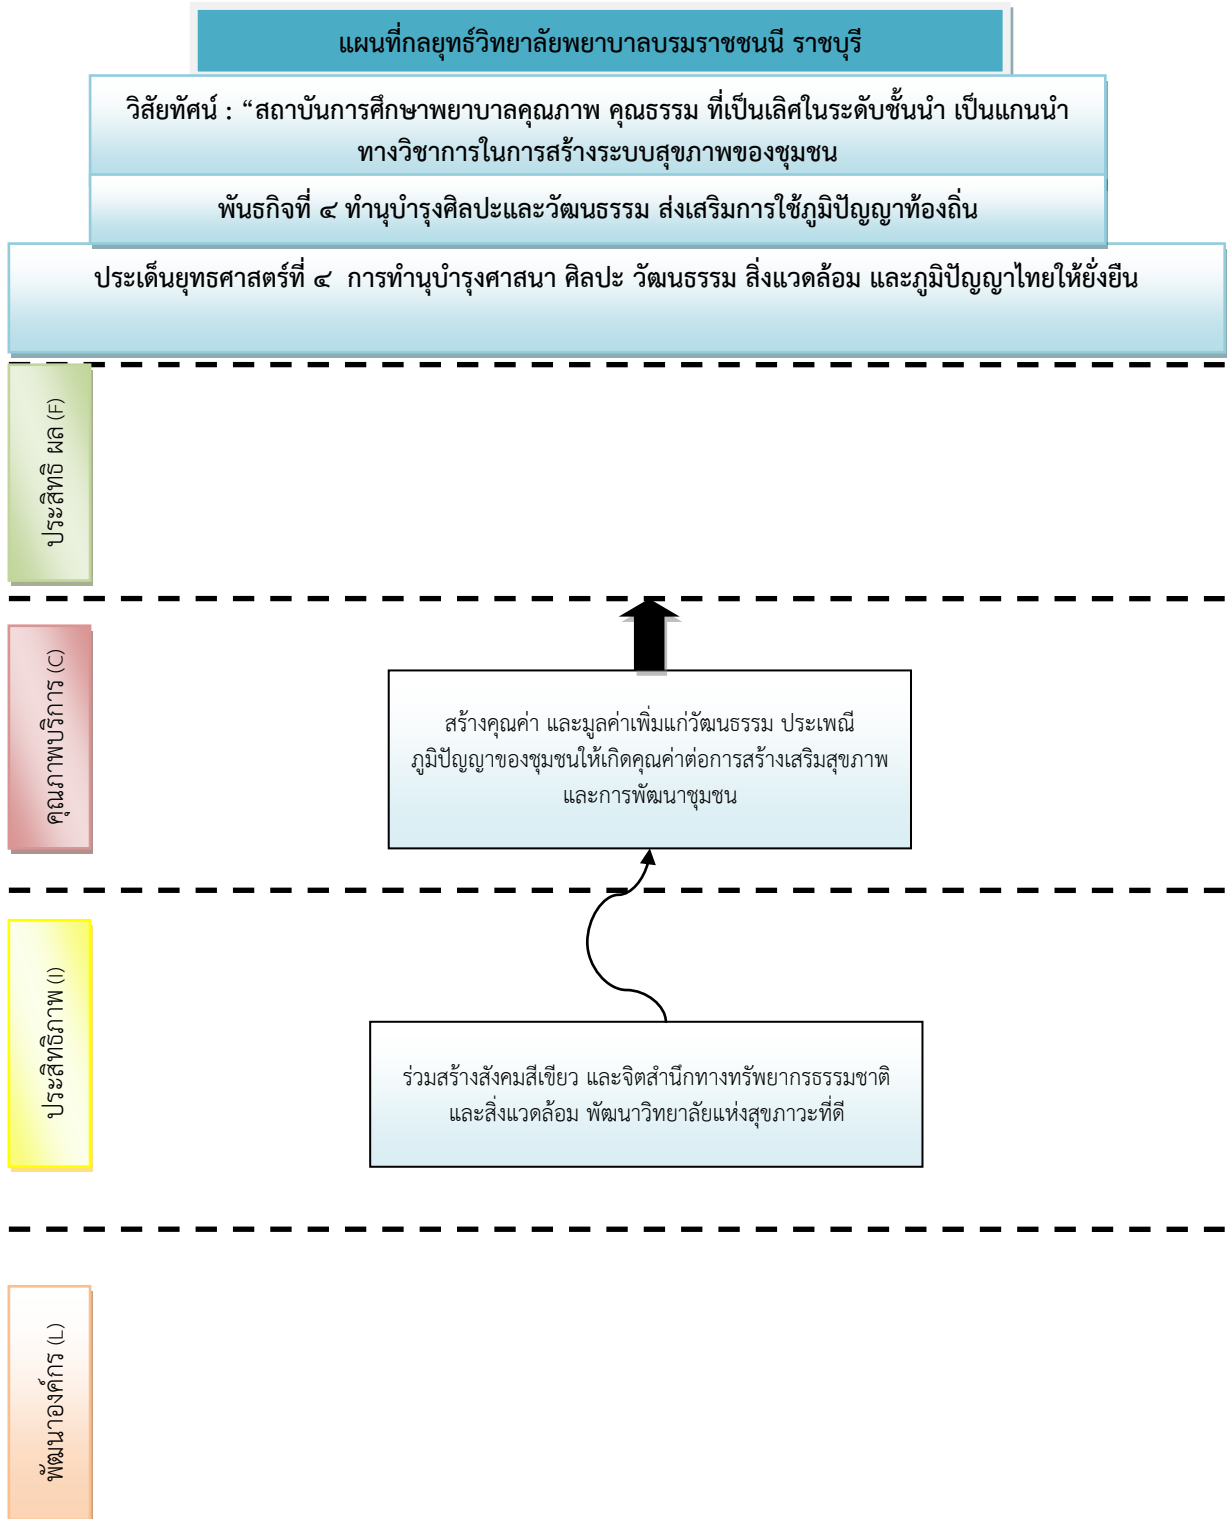 แผนที่กลยุทธ์วิทยาลัยพยาบาลบรมราชชนนี ราชบุรี
วิสัยทัศน์ : “สถาบันการศึกษาพยาบาลคุณภาพ คุณธรรม ที่เป็นเลิศในระดับชั้นนำ เป็นแกนนำ
ทางวิชาการในการสร้างระบบสุขภาพของชุมชน
พันธกิจที่ ๔ ทำนุบำรุงศิลปะและวัฒนธรรม ส่งเสริมการใช้ภูมิปัญญาท้องถิ่น
ประเด็นยุทธศาสตร์ที่ ๔ การทำนุบำรุงศาสนา ศิลปะ วัฒนธรรม สิ่งแวดล้อม และภูมิปัญญาไทยให้ยั่งยืน
ประสิทธิ ผล (F)
คุณภาพบริการ (C)
สร้างคุณค่า และมูลค่าเพิ่มแก่วัฒนธรรม ประเพณี
ภูมิปัญญาของชุมชนให้เกิดคุณค่าต่อการสร้างเสริมสุขภาพ
และการพัฒนาชุมชน
ประสิทธิภาพ (I)
ร่วมสร้างสังคมสีเขียว และจิตสำนึกทางทรัพยากรธรรมชาติ
และสิ่งแวดล้อม พัฒนาวิทยาลัยแห่งสุขภาวะที่ดี
พัฒนาองค์กร (L)